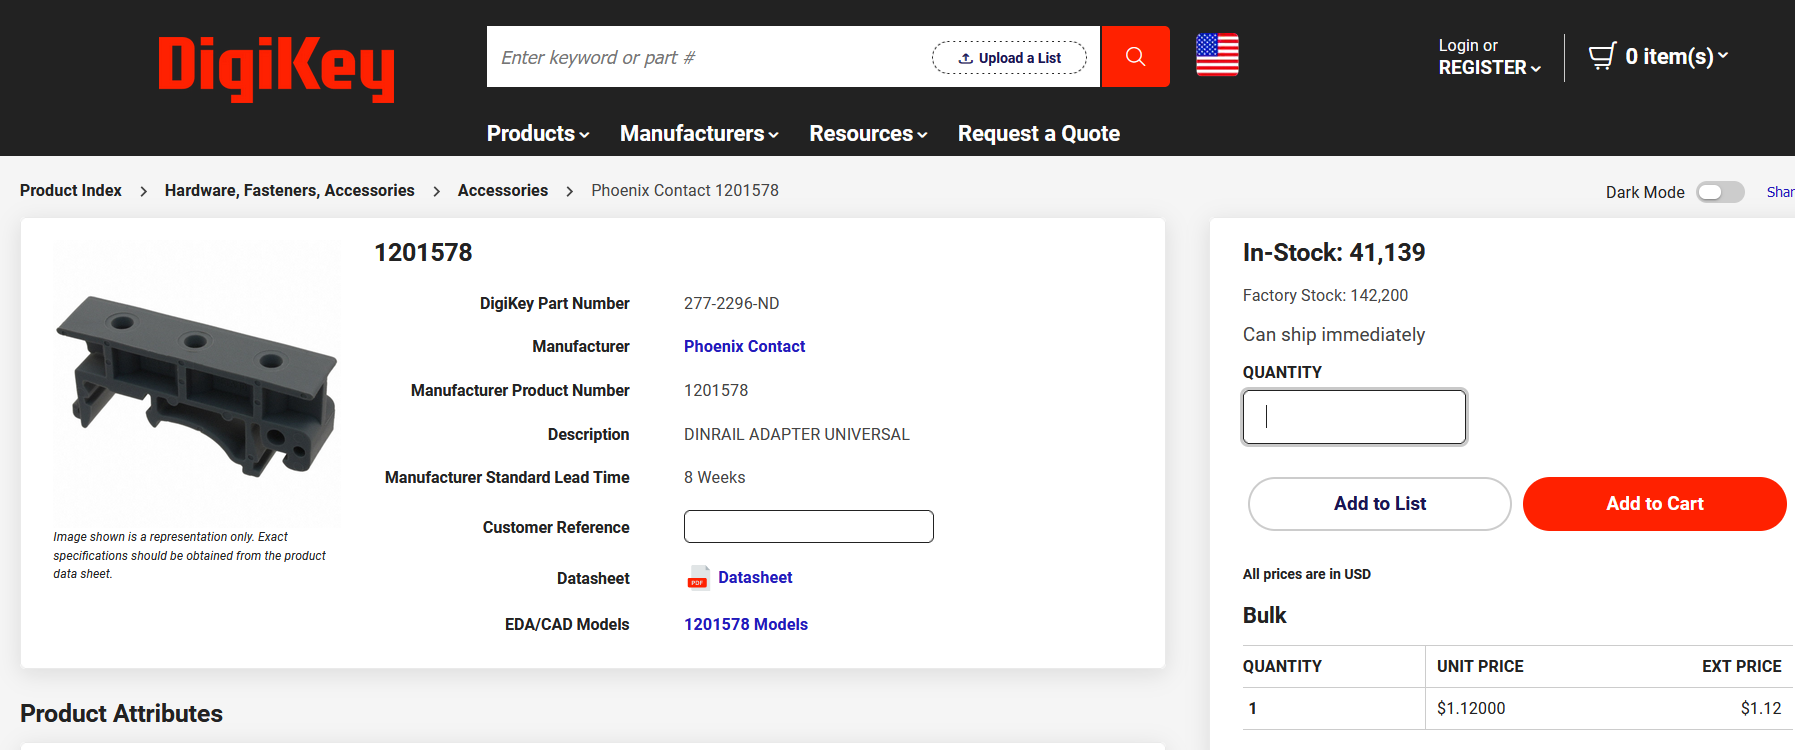 DigiKey
Enter keyword or part #
Upload a List
Login or
REGISTER
0 item(s)
Products
Manufacturers
Resources
Request a Quote
Product Index > Hardware, Fasteners, Accessories > Accessories > Phoenix Contact 1201578
Dark Mode
Shar
1201578
DigiKey Part Number 277-2296-ND
Manufacturer Phoenix Contact
Manufacturer Product Number 1201578
Description DINRAIL ADAPTER UNIVERSAL
Manufacturer Standard Lead Time 8 Weeks
Customer Reference
Datasheet PDF Datasheet
EDA/CAD Models 1201578 Models
Image shown is a representation only. Exact
specifications should be obtained from the product
data sheet.
Product Attributes
In-Stock: 41,139
Factory Stock: 142,200
Can ship immediately
QUANTITY
Add to List
Add to Cart
All prices are in USD
Bulk
QUANTITY UNIT PRICE EXT PRICE
1 $1.12000 $1.12